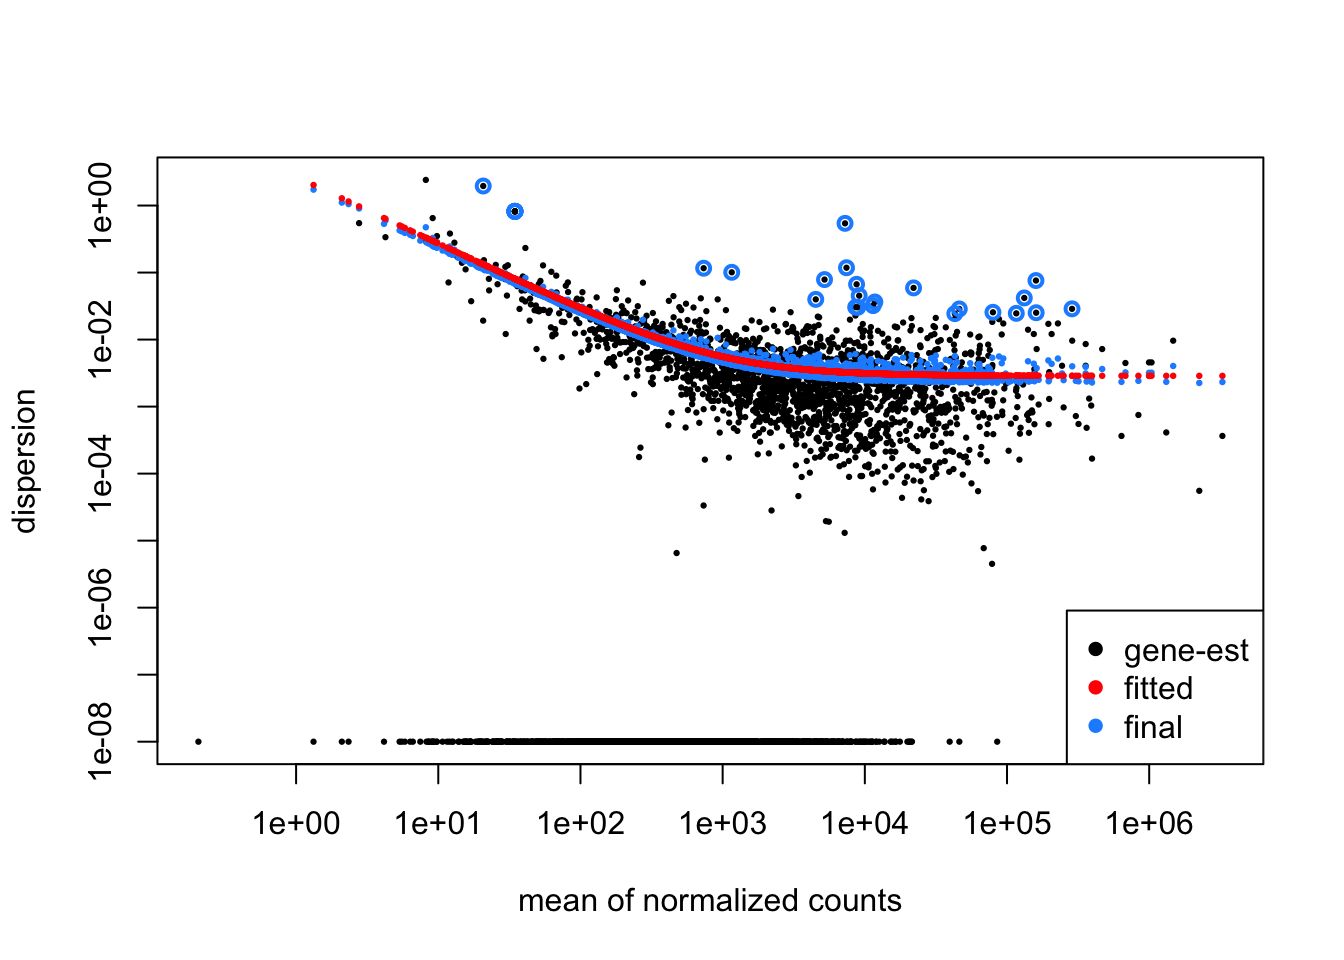 dispersion
1e+00
1e-02
1e-04
1e-06
1e-08
gene-est
fitted
final
1e+00 1e+01 1e+02 1e+03 1e+04 1e+05 1e+06
mean of normalized counts